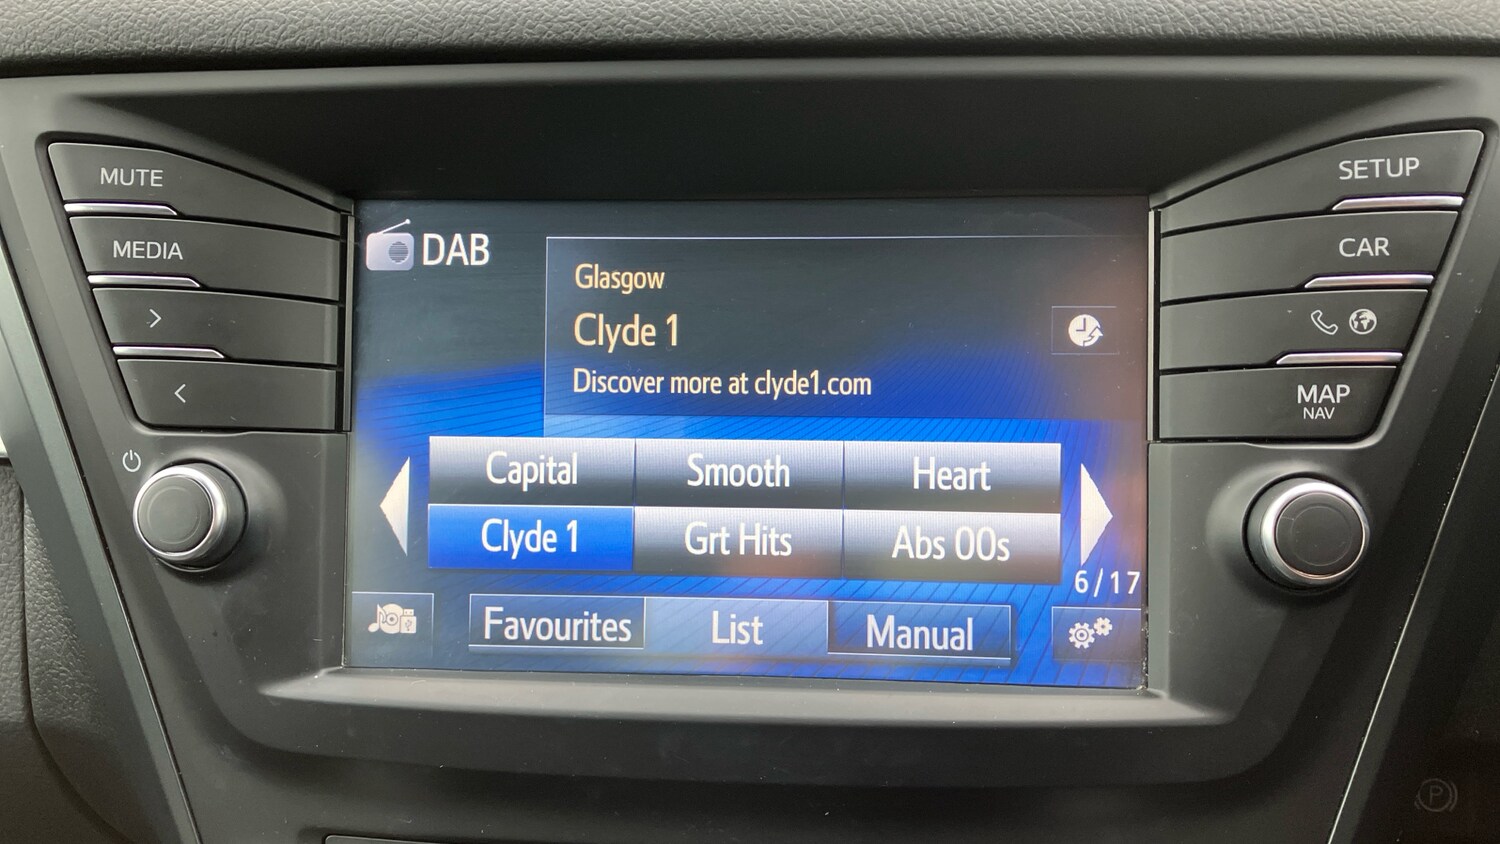 MUTE
MEDIA
>
<
DAB
Glasgow
Clyde 1
Discover more at clyde1.com
Capital
Smooth
Heart
Clyde 1
Grt Hits
Abs 00s
6/17
Favourites
List
Manual
SETUP
CAR
MAP
NAV
P